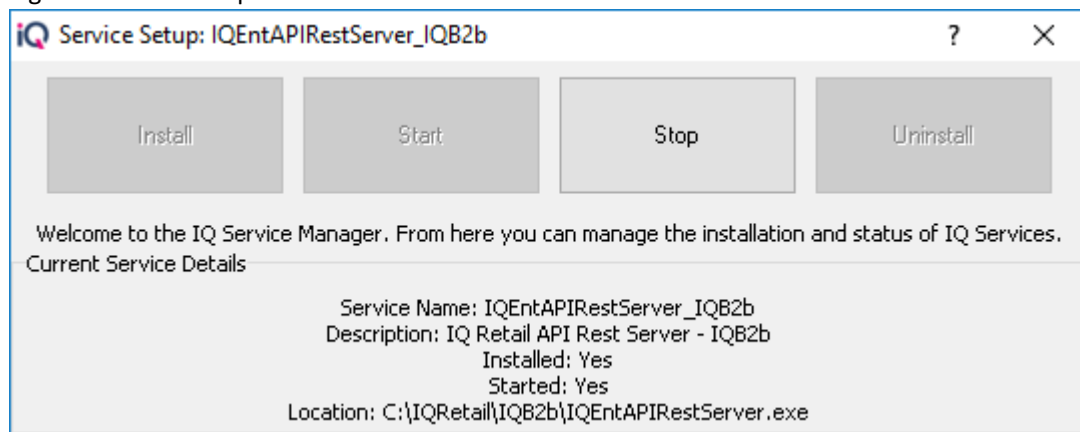 iQ Service Setup: IQEntAPIRestServer_IQB2b ?
Install Start Stop Uninstall
Welcome to the IQ Service Manager. From here you can manage the installation and status of IQ Services.
Current Service Details
Service Name: IQEntAPIRestServer_IQB2b
Description: IQ Retail API Rest Server - IQB2b
Installed: Yes
Started: Yes
Location: C:\IQRetail\IQB2b\IQEntAPIRestServer.exe